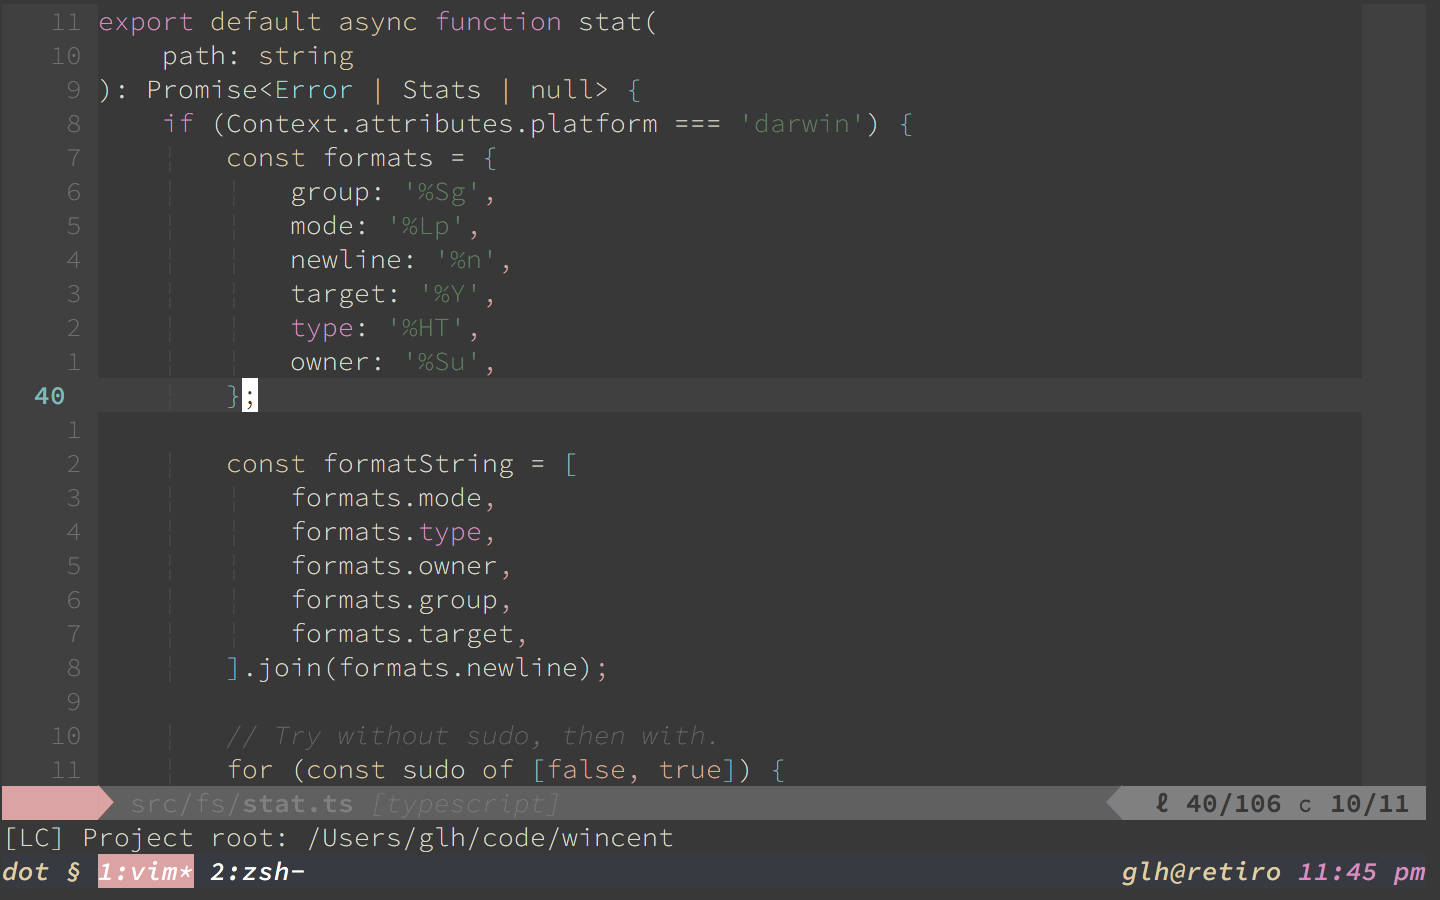 11 export default async function stat(
10     path: string
9 ): Promise<Error | Stats | null> {
8     if (Context.attributes.platform === 'darwin') {
7         const formats = {
6             group: '%Sg',
5             mode: '%Lp',
4             newline: '%n',
3             target: '%Y',
2             type: '%HT',
1             owner: '%Su',
40         };
1
2         const formatString = [
3             formats.mode,
4             formats.type,
5             formats.owner,
6             formats.group,
7             formats.target,
8         ].join(formats.newline);
9
10         // Try without sudo, then with.
11         for (const sudo of [false, true]) {
src/fs/stat.ts [typescript] ℓ 40/106 c 10/11
[LC] Project root: /Users/glh/code/wincent
dot § 1:vim* 2:zsh- glh@retiro 11:45 pm